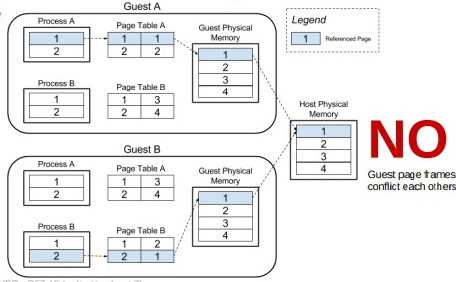 Guest A
Process A
1
2
Page Table A
1 1
2 2
Guest Physical
Memory
1
2
3
4
Process B
1
2
Page Table B
1 3
2 4
Legend
1 Referenced Page
Host Physical
Memory
1
2
3
4
NO
Guest page frames
conflict each others
Guest B
Process A
1
2
Page Table A
1 3
2 4
Guest Physical
Memory
1
2
3
4
Process B
1
2
Page Table B
1 2
2 1